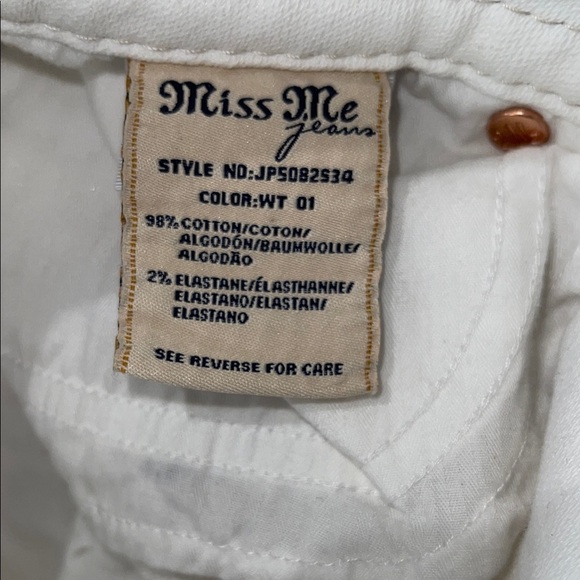 Miss Me
jeans
STYLE NO:JP5082S34
COLOR:WT 01
98% COTTON/COTON/
ALGODÓN/BAUMWOLLE/
ALGODÃO
2% ELASTANE/ÉLASTHANNE/
ELASTANO/ELASTAN/
ELASTANO
SEE REVERSE FOR CARE